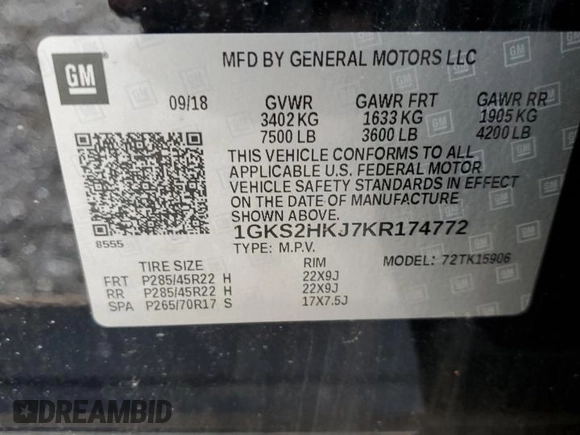 GM
MFD BY GENERAL MOTORS LLC
09/18 GVWR GAWR FRT GAWR RR
3402 KG 1633 KG 1905 KG
7500 LB 3600 LB 4200 LB
THIS VEHICLE CONFORMS TO ALL
APPLICABLE U.S. FEDERAL MOTOR
VEHICLE SAFETY STANDARDS IN EFFECT
ON THE DATE OF MANUFACTURE
SHOWN ABOVE.
8555
1GKS2HKJ7KR174772
TYPE: M.P.V. MODEL: 72TK15906
TIRE SIZE RIM
FRT P285/45R22 H 22X9J
RR P285/45R22 H 22X9J
SPA P265/70R17 S 17X7.5J
DREAMBID